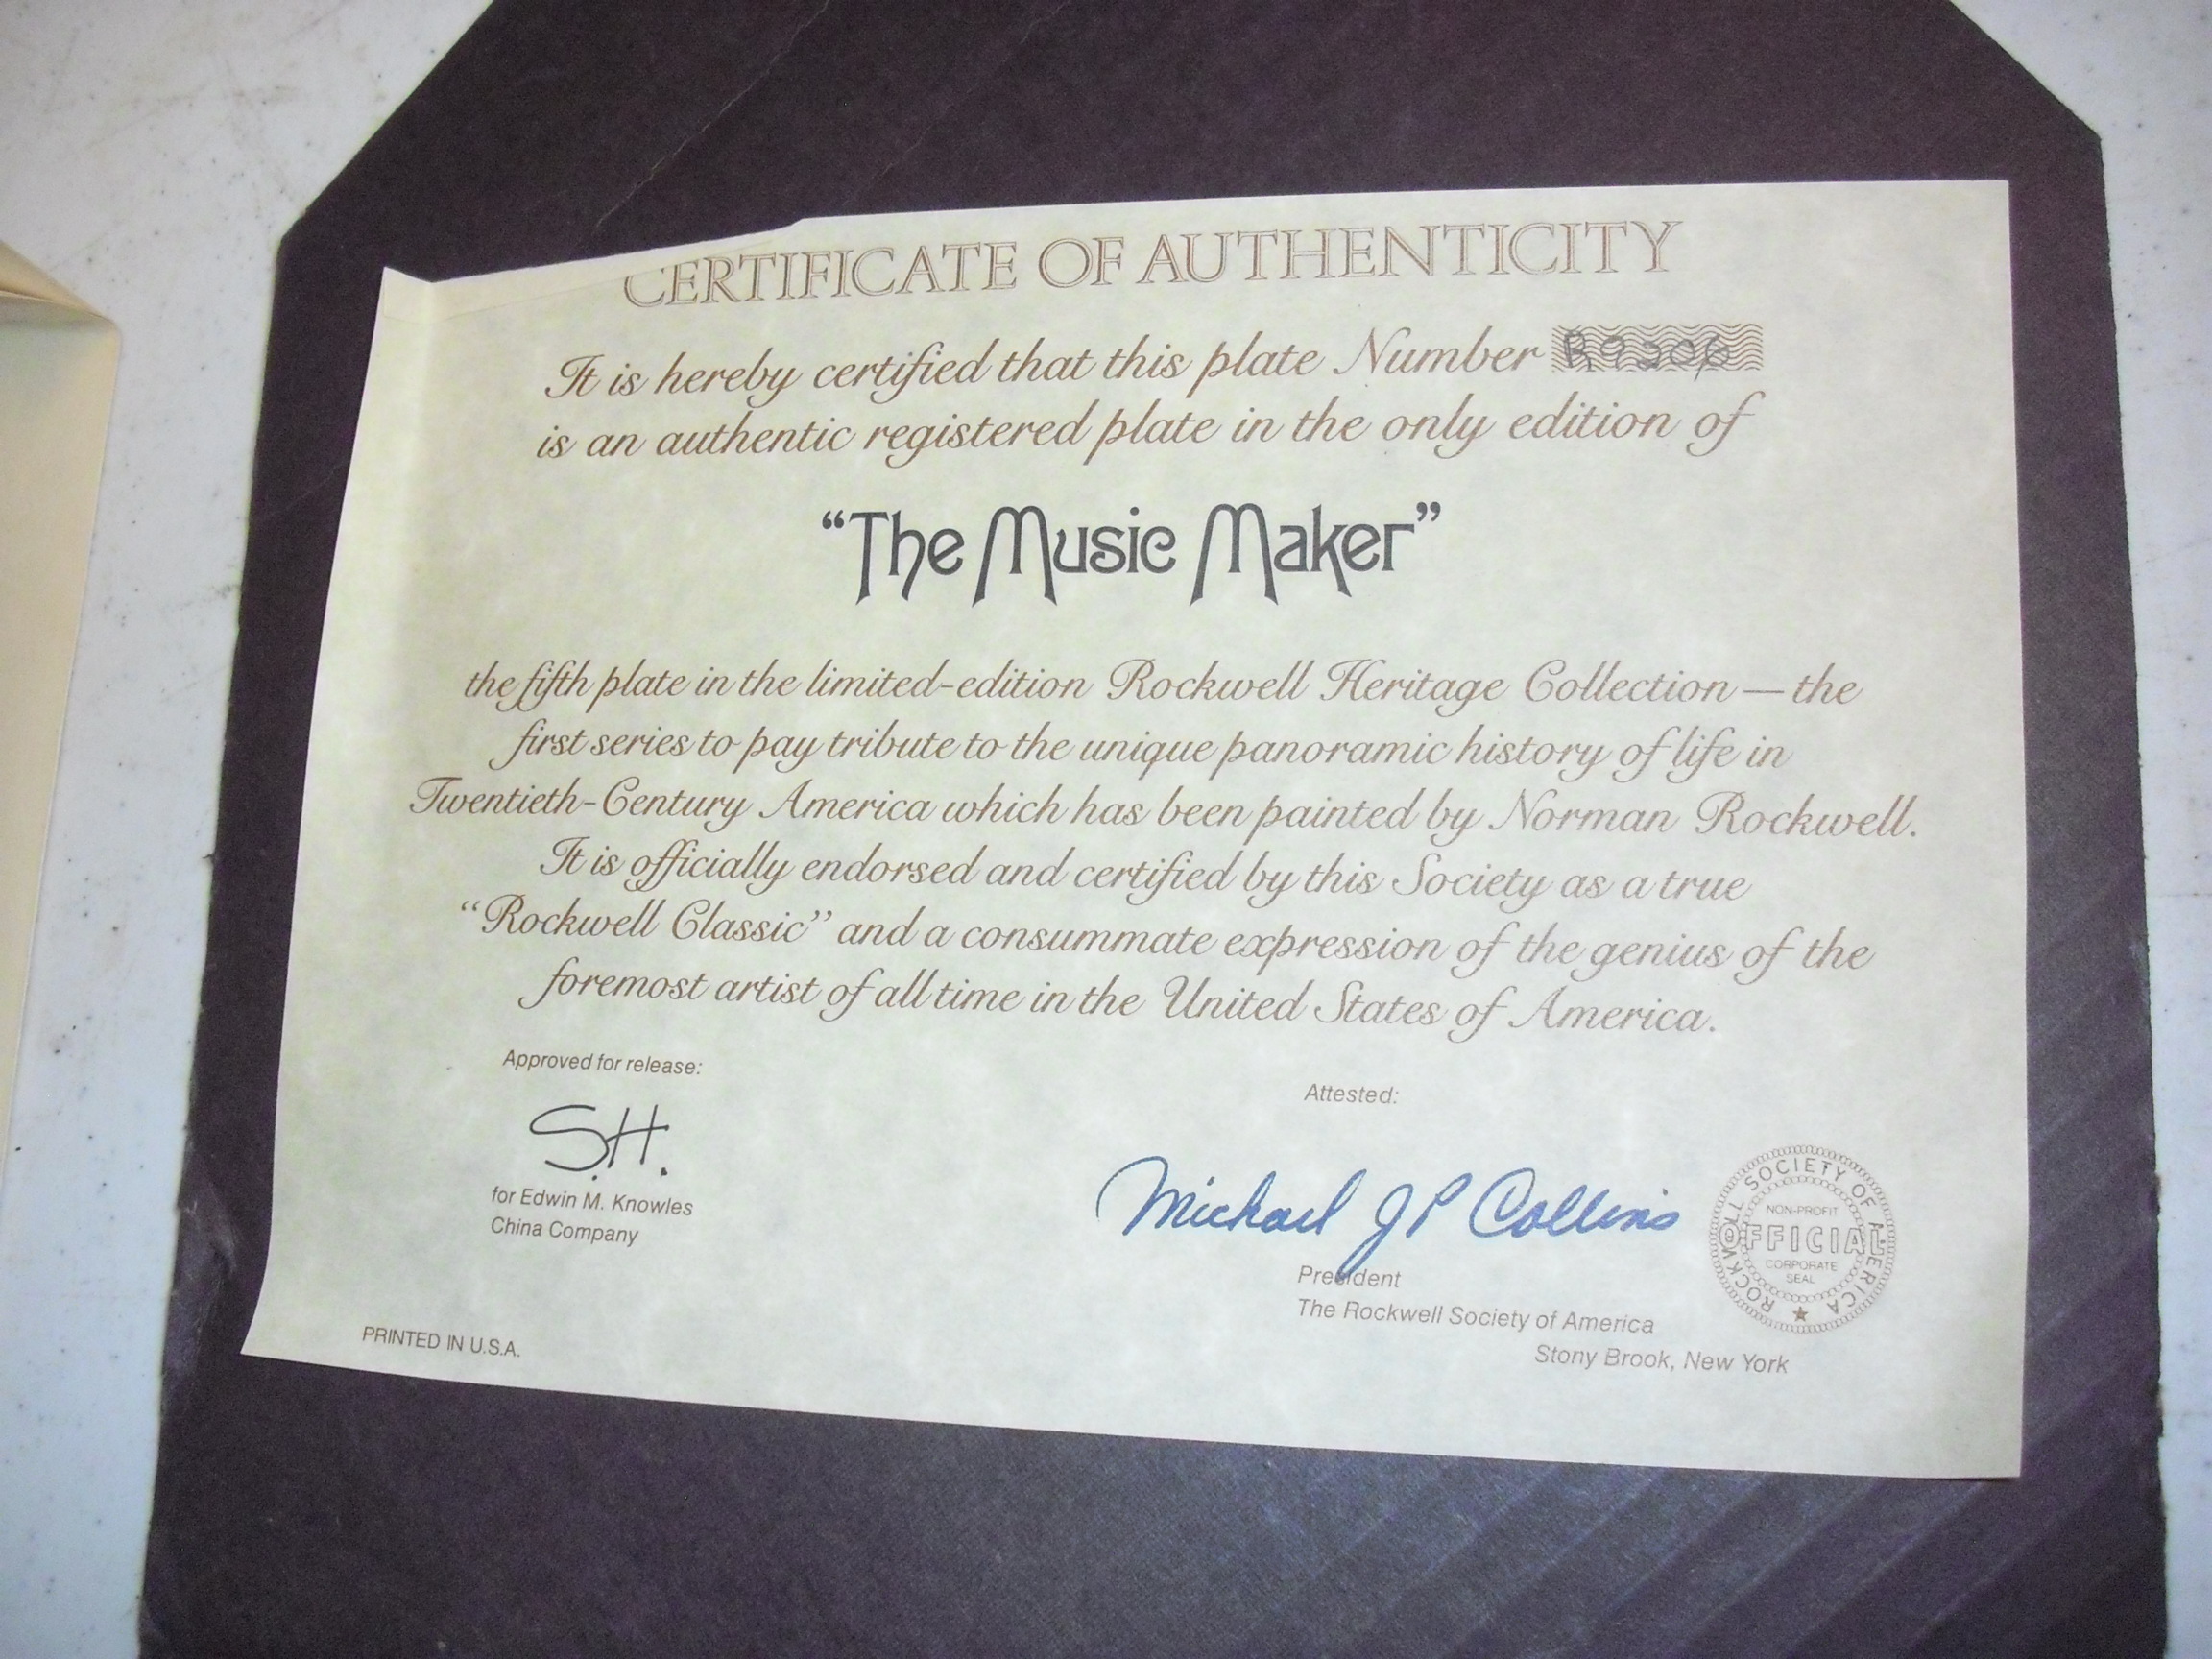 CERTIFICATE OF AUTHENTICITY
It is hereby certified that this plate Number R9206
is an authentic registered plate in the only edition of
“The Music Maker”
the fifth plate in the limited-edition Rockwell Heritage Collection — the
first series to pay tribute to the unique panoramic history of life in
Twentieth-Century America which has been painted by Norman Rockwell.
It is officially endorsed and certified by this Society as a true
“Rockwell Classic” and a consummate expression of the genius of the
foremost artist of all time in the United States of America.
Approved for release:
S.H.
for Edwin M. Knowles
China Company
PRINTED IN U.S.A.
Attested:
Michael JP Collins
President
The Rockwell Society of America
Stony Brook, New York
ROCKWELL SOCIETY OF AMERICA
NON-PROFIT
OFFICIAL
CORPORATE
SEAL